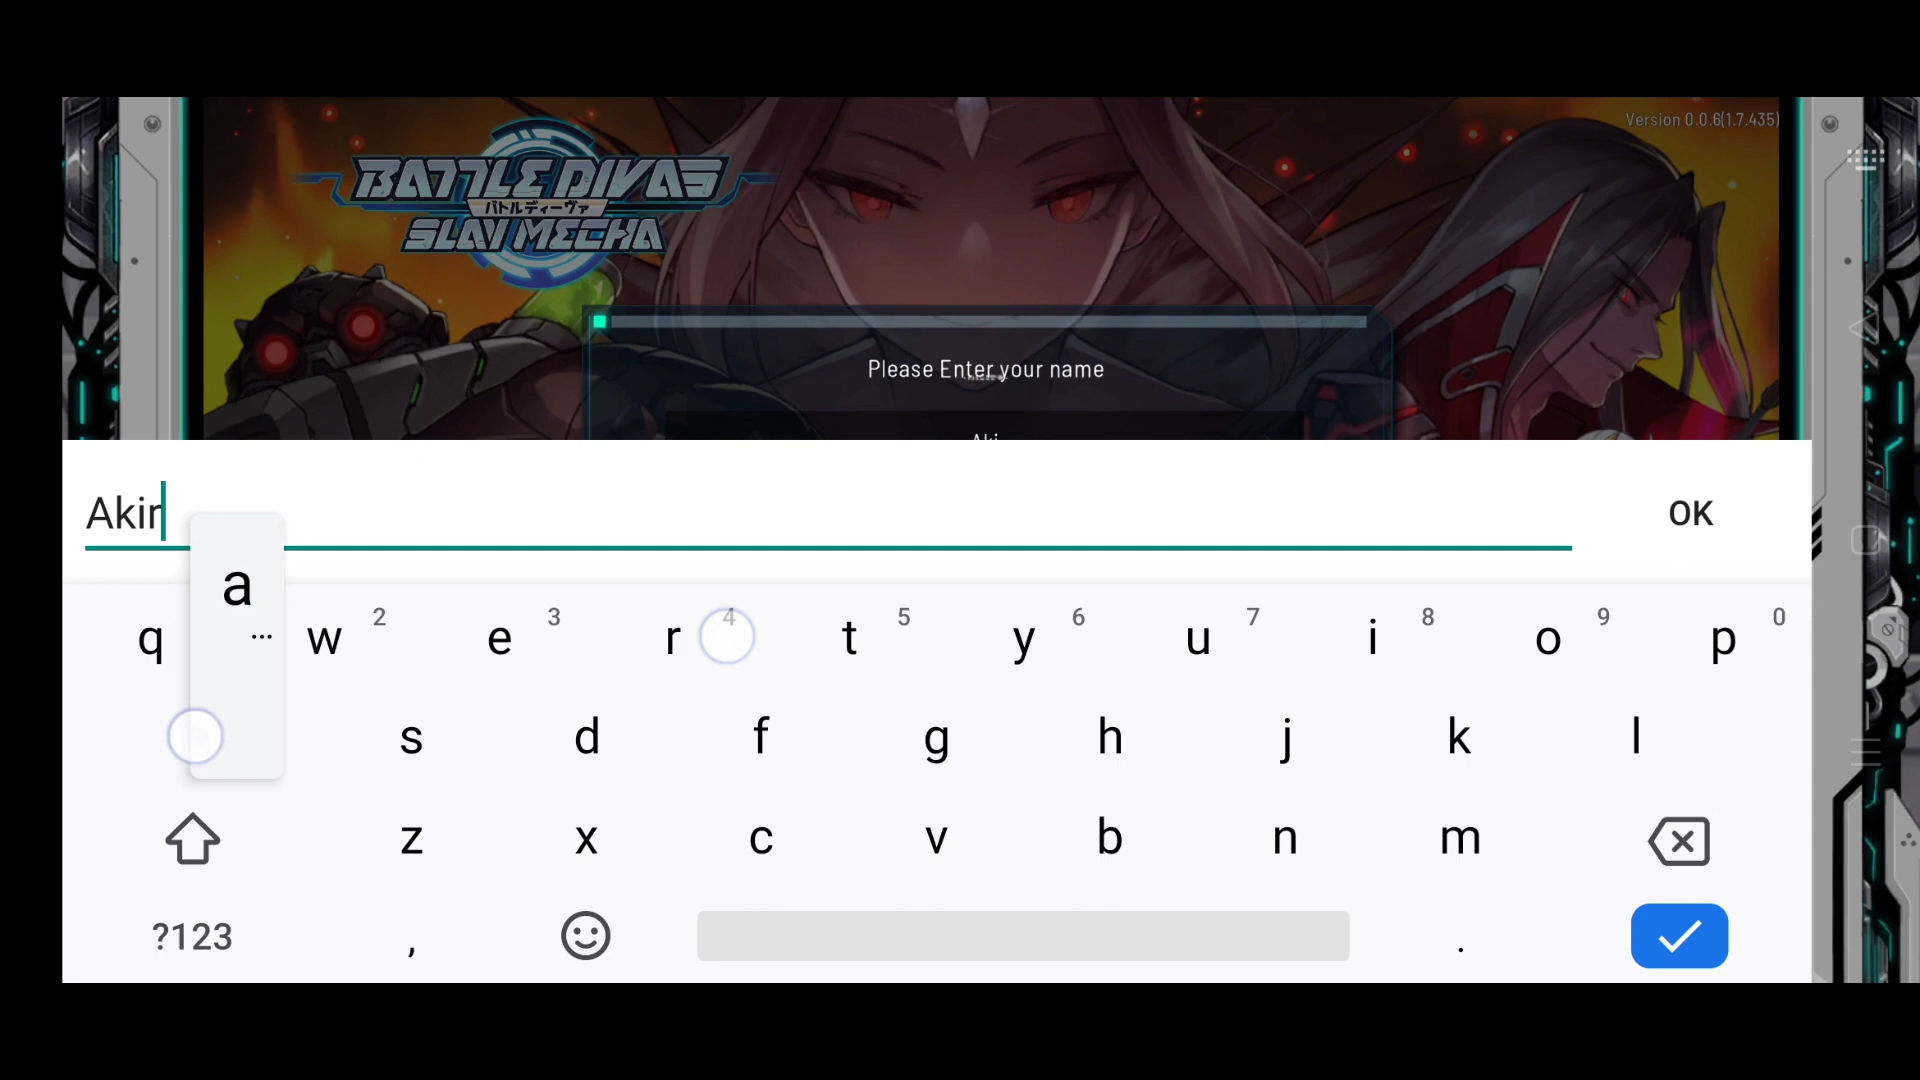 Version 0.0.6(1.7.435)
BATTLE DIVAS
バトルディーヴァ
SLAY MECHA
Please Enter your name
Aki
Akir
OK
a
...
q w 2 e 3 r 4 t 5 y 6 u 7 i 8 o 9 p 0
s d f g h j k l
z x c v b n m
?123 , .